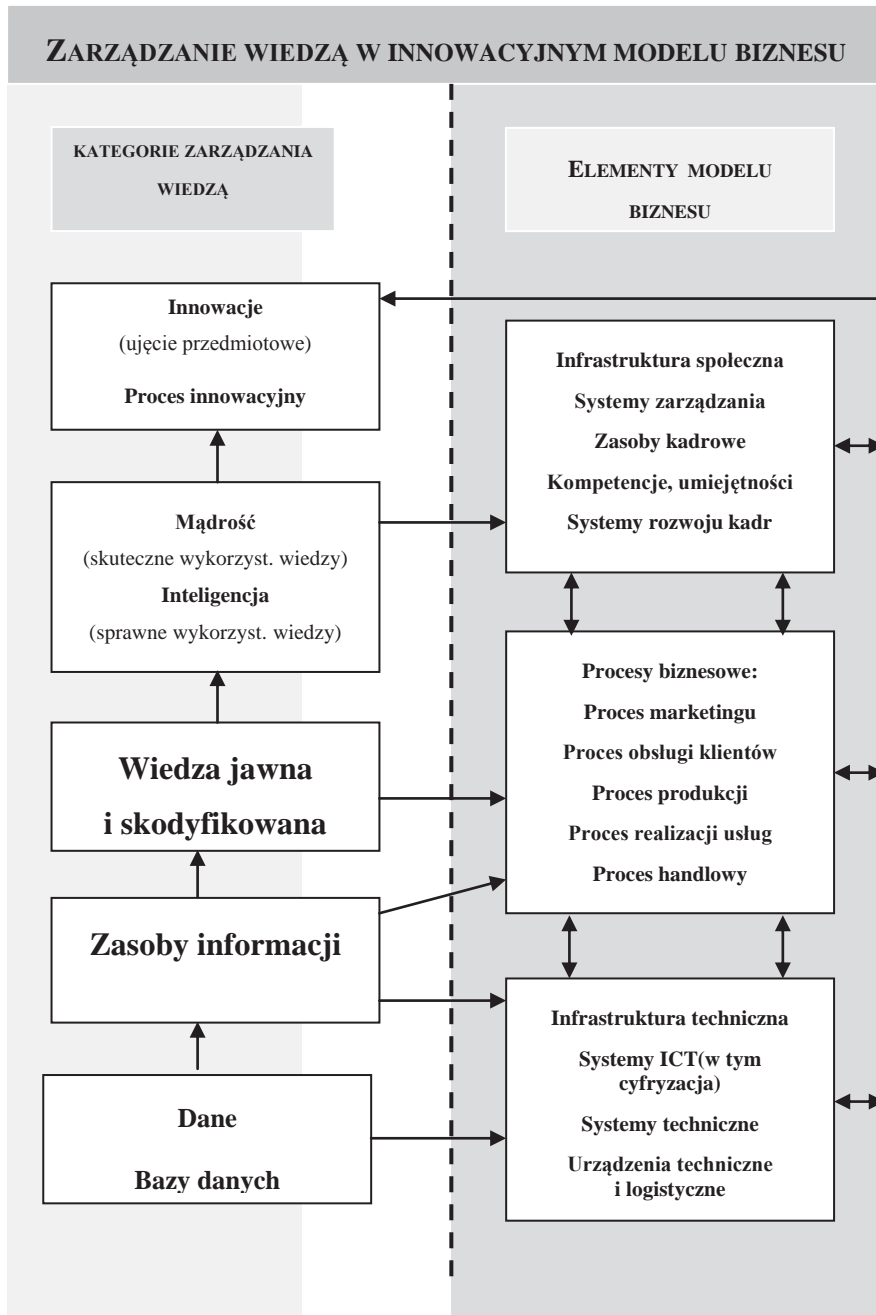 ZARZĄDZANIE WIEDZĄ W INNOWACYJNYM MODELU BIZNESU
KATEGORIE ZARZĄDZANIA
WIEDZĄ
Innowacje
(ujęcie przedmiotowe)
Proces innowacyjny
Mądrość
(skuteczne wykorzyst. wiedzy)
Inteligencja
(sprawne wykorzyst. wiedzy)
Wiedza jawna
i skodyfikowana
Zasoby informacji
Dane
Bazy danych
ELEMENTY MODELU
BIZNESU
Infrastruktura społeczna
Systemy zarządzania
Zasoby kadrowe
Kompetencje, umiejętności
Systemy rozwoju kadr
Procesy biznesowe:
Proces marketingu
Proces obsługi klientów
Proces produkcji
Proces realizacji usług
Proces handlowy
Infrastruktura techniczna
Systemy ICT(w tym
cyfryzacja)
Systemy techniczne
Urządzenia techniczne
i logistyczne